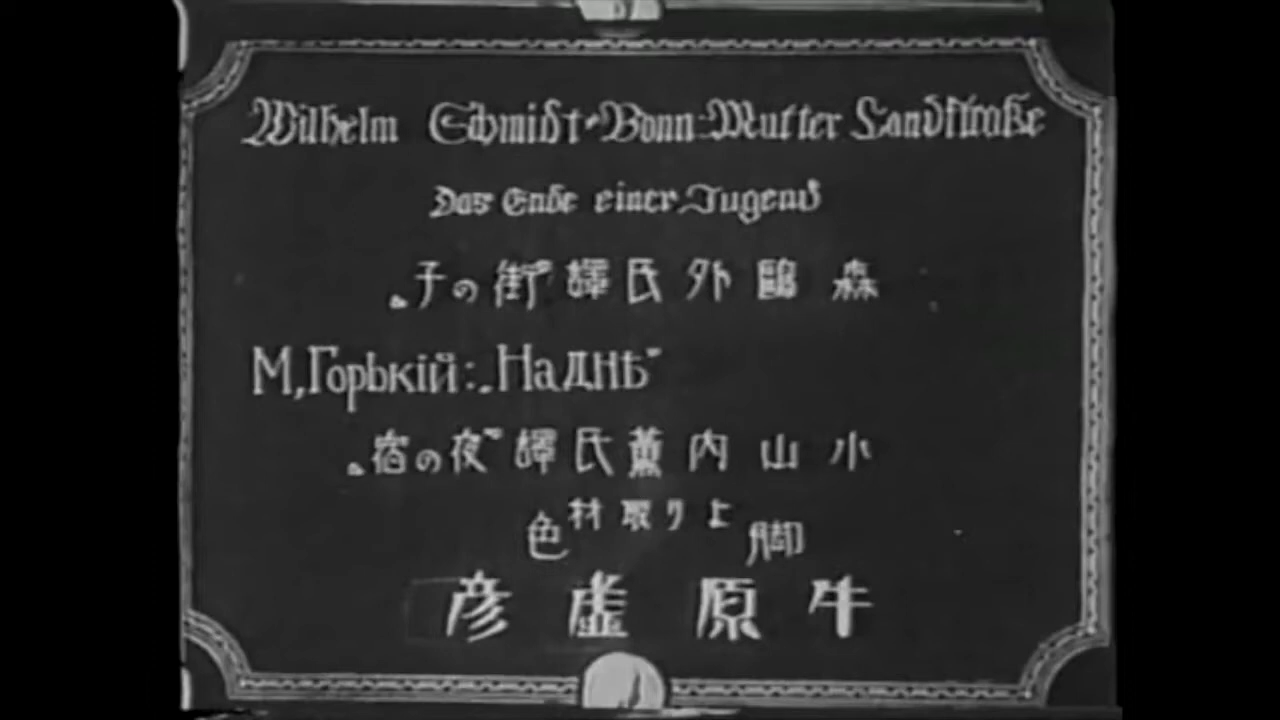 Wilhelm Schmidt-Bonn: Mutter Landstraße
Das Ende einer Jugend
森鷗外氏譯〝街の子〟
М,Горькій: „На днѣ“
小山内薫氏譯〝夜の宿〟
より取材
脚色
牛原虚彦